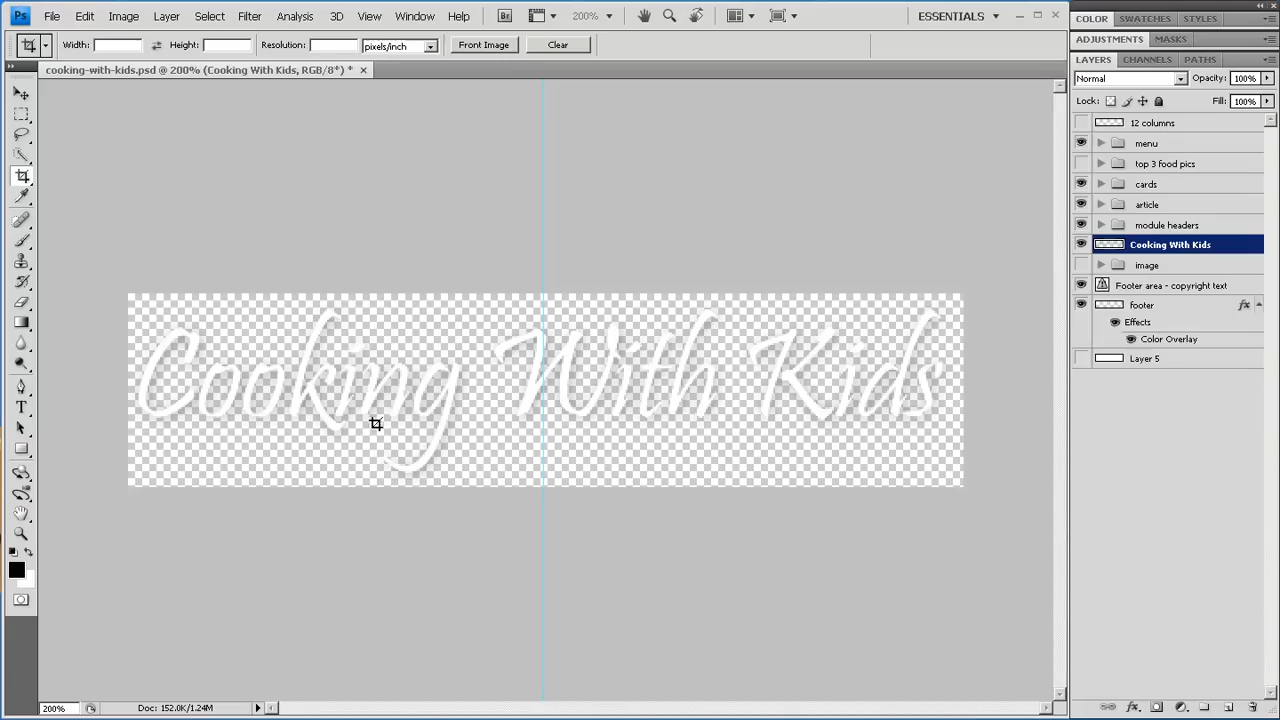 Ps File Edit Image Layer Select Filter Analysis 3D View Window Help Br 200% ESSENTIALS
Width: Height: Resolution: pixels/inch Front Image Clear
cooking-with-kids.psd @ 200% (Cooking With Kids, RGB/8*) *
Cooking With Kids
200% Doc: 152.0K/1.24M
COLOR SWATCHES STYLES
ADJUSTMENTS MASKS
LAYERS CHANNELS PATHS
Normal Opacity: 100%
Lock: Fill: 100%
12 columns
menu
top 3 food pics
cards
article
module headers
Cooking With Kids
image
Footer area - copyright text
footer fx
Effects
Color Overlay
Layer 5